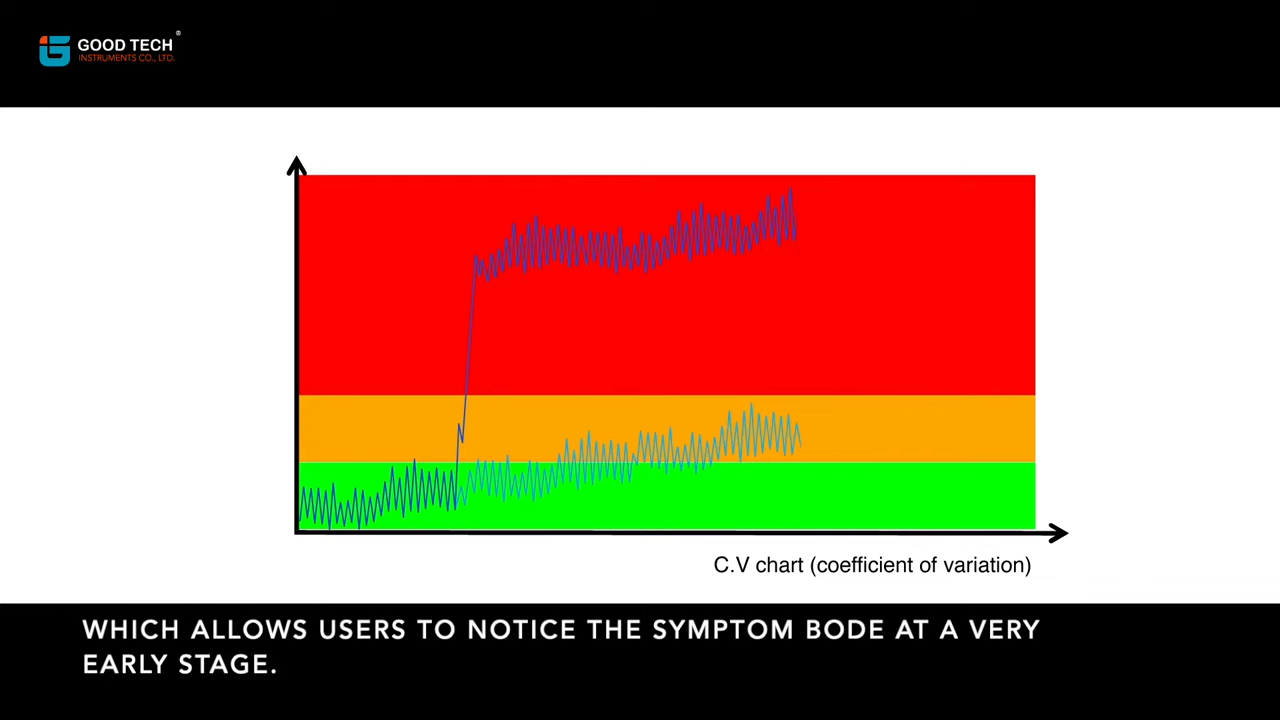 GOOD TECH®
INSTRUMENTS CO., LTD.
C.V chart (coefficient of variation)
WHICH ALLOWS USERS TO NOTICE THE SYMPTOM BODE AT A VERY
EARLY STAGE.